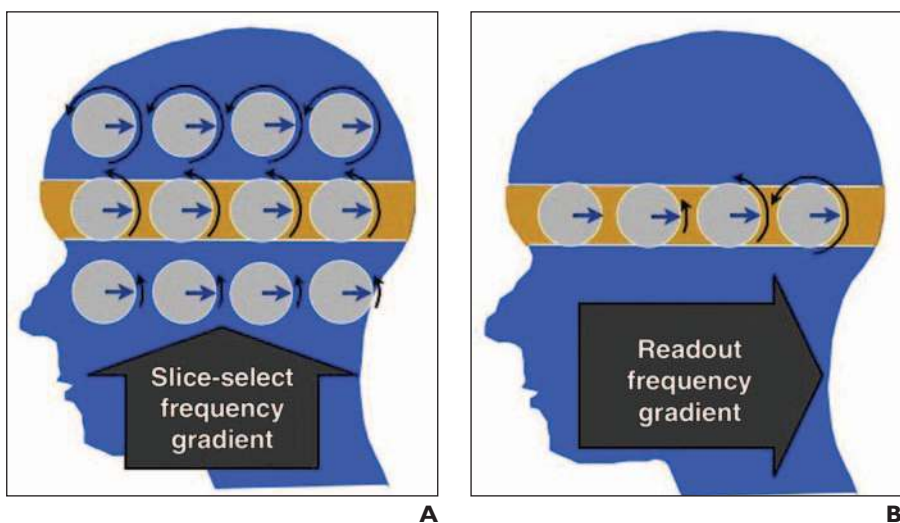 Slice-select
frequency
gradient
A
Readout
frequency
gradient
B